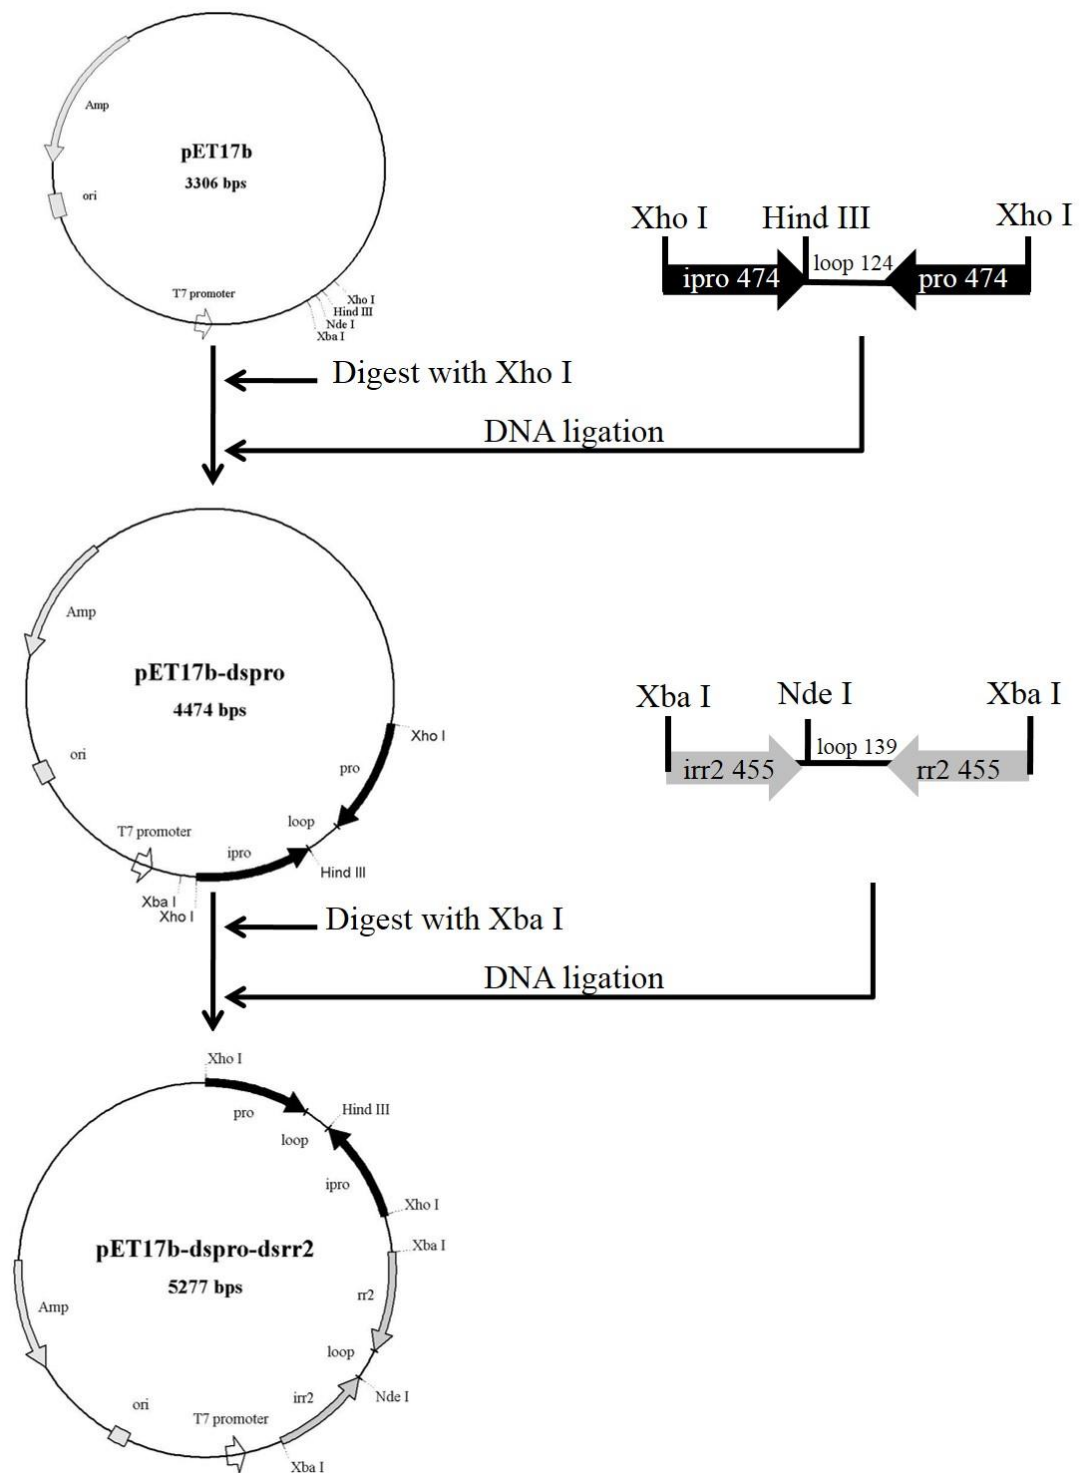 Amp
pET17b
3306 bps
ori
T7 promoter
Xho I
Hind III
Nde I
Xba I
Xho I
Hind III
Xho I
ipro 474
loop 124
pro 474
Digest with Xho I
DNA ligation
Amp
pET17b-dspro
4474 bps
ori
Xho I
pro
loop
T7 promoter
ipro
Hind III
Xba I
Xho I
Xba I
Nde I
Xba I
irr2 455
loop 139
rr2 455
Digest with Xba I
DNA ligation
Xho I
pro
Hind III
loop
ipro
Xho I
Xba I
pET17b-dspro-dsrr2
5277 bps
rr2
Amp
loop
irr2
Nde I
ori
T7 promoter
Xba I